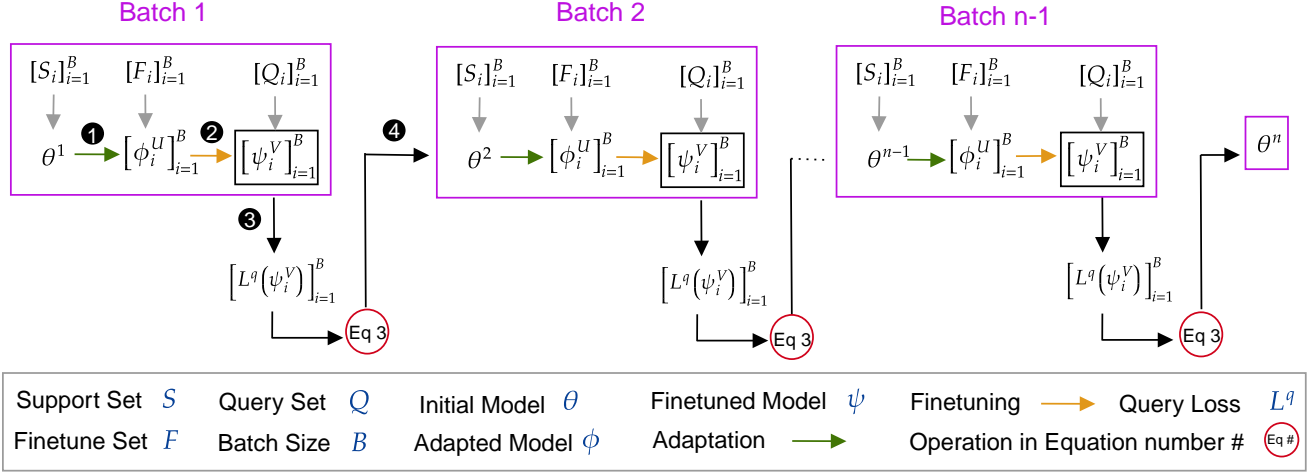 Batch 1
Batch 2
Batch n-1
[S_i]_{i=1}^B [F_i]_{i=1}^B [Q_i]_{i=1}^B
1 2
θ^1 [ϕ_i^U]_{i=1}^B [ψ_i^V]_{i=1}^B
3
[L^q(ψ_i^V)]_{i=1}^B
Eq 3
4
[S_i]_{i=1}^B [F_i]_{i=1}^B [Q_i]_{i=1}^B
θ^2 [ϕ_i^U]_{i=1}^B [ψ_i^V]_{i=1}^B
[L^q(ψ_i^V)]_{i=1}^B
Eq 3
[S_i]_{i=1}^B [F_i]_{i=1}^B [Q_i]_{i=1}^B
θ^{n-1} [ϕ_i^U]_{i=1}^B [ψ_i^V]_{i=1}^B
[L^q(ψ_i^V)]_{i=1}^B
Eq 3
θ^n
Support Set S Query Set Q Initial Model θ Finetuned Model ψ Finetuning Query Loss L^q
Finetune Set F Batch Size B Adapted Model ϕ Adaptation Operation in Equation number # Eq #